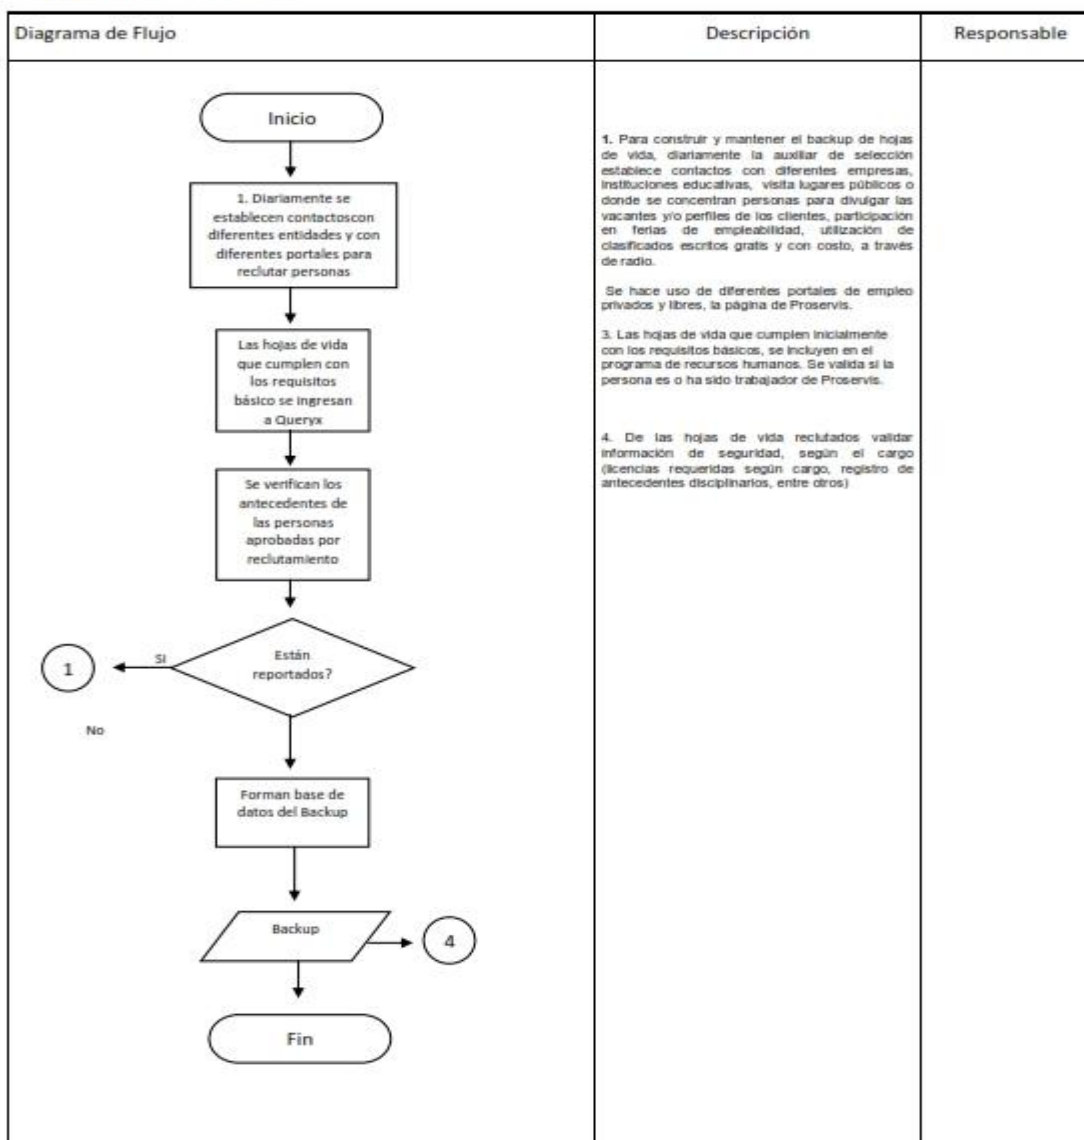 Diagrama de Flujo
Descripción
Responsable
Inicio
1. Diariamente se
establecen contactoscon
diferentes entidades y con
diferentes portales para
reclutar personas
Las hojas de vida
que cumplen con
los requisitos
básico se ingresan
a Queryx
Se verifican los
antecedentes de
las personas
aprobadas por
reclutamiento
Están
reportados?
SI
1
No
Forman base de
datos del Backup
Backup
4
Fin
1. Para construir y mantener el backup de hojas
de vida, diariamente la auxiliar de selección
establece contactos con diferentes empresas,
instituciones educativas, visita lugares públicos o
donde se concentran personas para divulgar las
vacantes y/o perfiles de los clientes, participación
en ferias de empleabilidad, utilización de
clasificados escritos gratis y con costo, a través
de radio.
Se hace uso de diferentes portales de empleo
privados y libres, la página de Proservis.
3. Las hojas de vida que cumplen inicialmente
con los requisitos básicos, se incluyen en el
programa de recursos humanos. Se valida si la
persona es o ha sido trabajador de Proservis.
4. De las hojas de vida reclutados validar
información de seguridad, según el cargo
(licencias requeridas según cargo, registro de
antecedentes disciplinarios, entre otros)